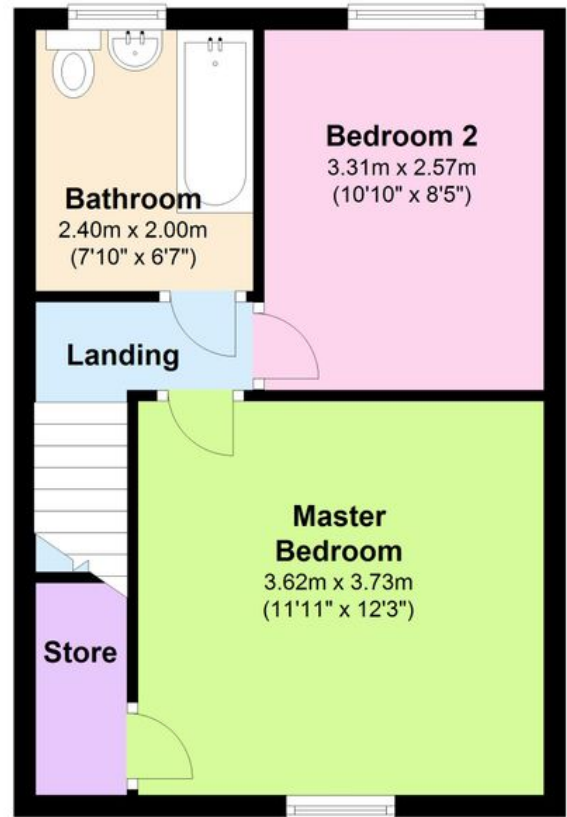 Bathroom
2.40m x 2.00m
(7'10" x 6'7")
Bedroom 2
3.31m x 2.57m
(10'10" x 8'5")
Landing
Master
Bedroom
3.62m x 3.73m
(11'11" x 12'3")
Store